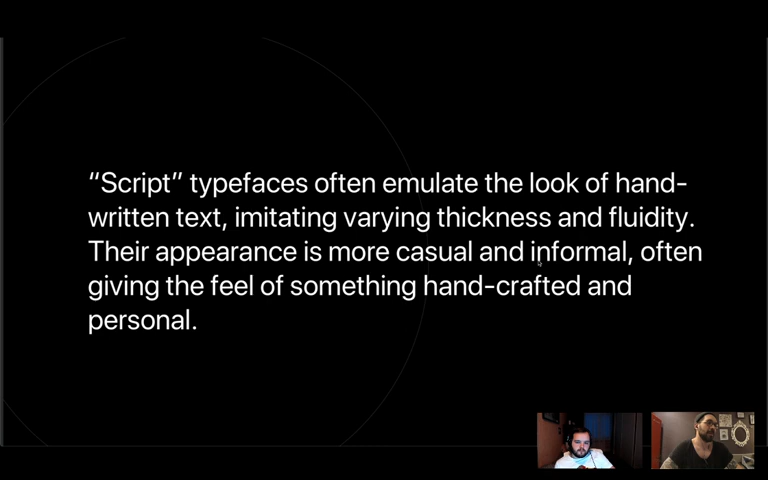 “Script” typefaces often emulate the look of hand-
written text, imitating varying thickness and fluidity.
Their appearance is more casual and informal, often
giving the feel of something hand-crafted and
personal.